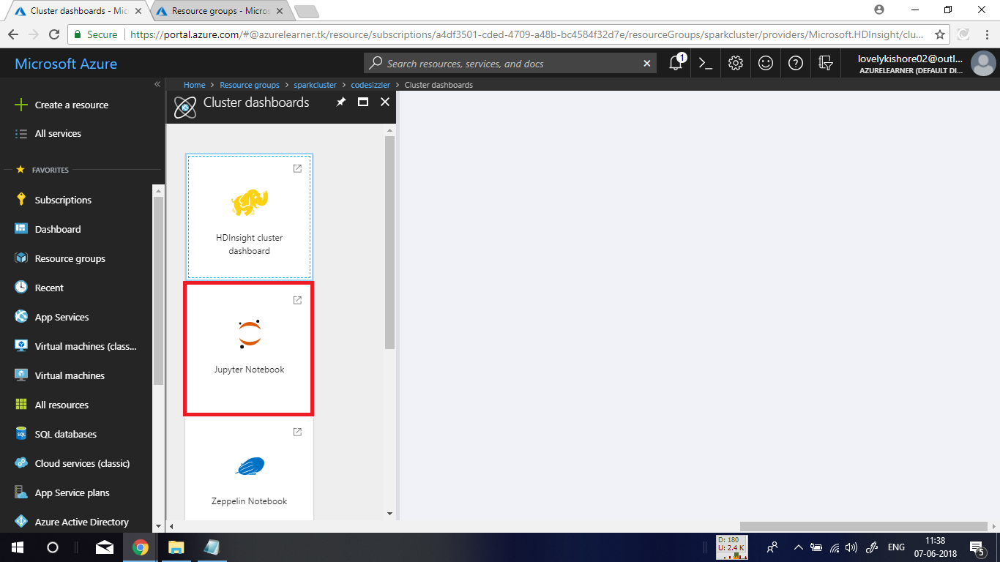 Cluster dashboards - Mic
Resource groups - Micros
Secure
https://portal.azure.com/#@azurelearner.tk/resource/subscriptions/a4df3501-cded-4709-a48b-bc4584f32d7e/resourceGroups/sparkcluster/providers/Microsoft.HDInsight/clu...
Microsoft Azure
Search resources, services, and docs
1
lovelykishore02@outl...
AZURELEARNER (DEFAULT DI...
Home > Resource groups > sparkcluster > codesizzler > Cluster dashboards
Create a resource
All services
FAVORITES
Subscriptions
Dashboard
Resource groups
Recent
App Services
Virtual machines (class...
Virtual machines
All resources
SQL
SQL databases
Cloud services (classic)
App Service plans
Azure Active Directory
Cluster dashboards
HDInsight cluster
dashboard
Jupyter Notebook
Zeppelin Notebook
D: 180
U: 2.4 K
ENG
11:38
07-06-2018
5